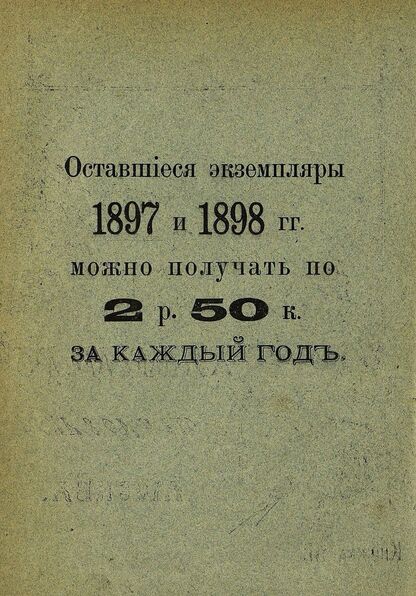 Оставшіеся экземпляры
1897 и 1898 гг.
можно получать по
2 р. 50 к.
ЗА КАЖДЫЙ ГОДЪ.